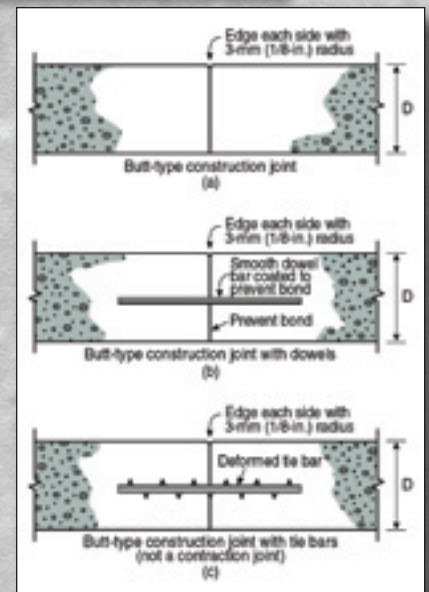 Edge each side with
3-mm (1/8-in.) radius
D
Butt-type construction joint
(a)
Edge each side with
3-mm (1/8-in.) radius
Smooth dowel
bar coated to
prevent bond
D
Prevent bond
Butt-type construction joint with dowels
(b)
Edge each side with
3-mm (1/8-in.) radius
Deformed tie bar
D
Butt-type construction joint with tie bars
(not a contraction joint)
(c)